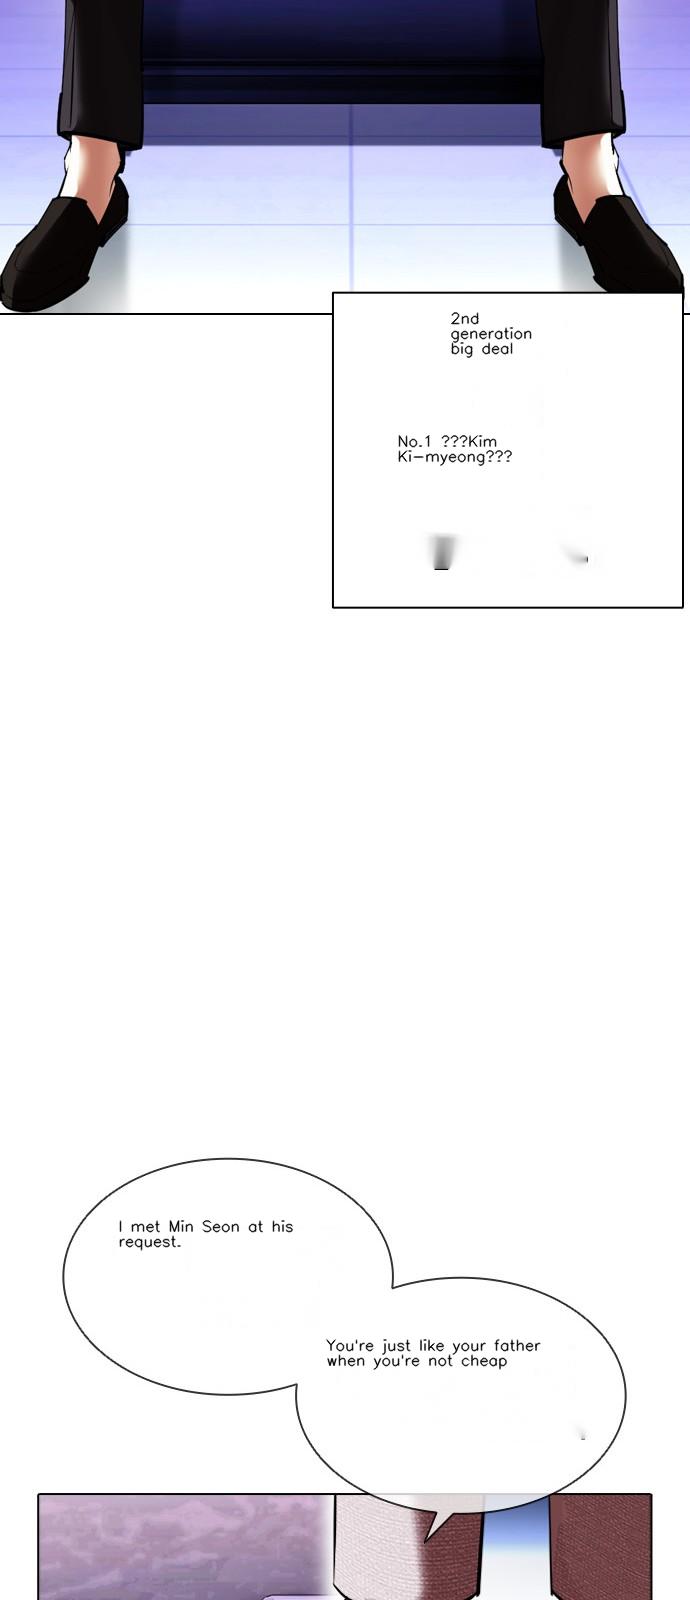 2nd
generation
big deal
No.1 ???Kim
Ki-myeong???
I met Min Seon at his
request.
You're just like your father
when you're not cheap